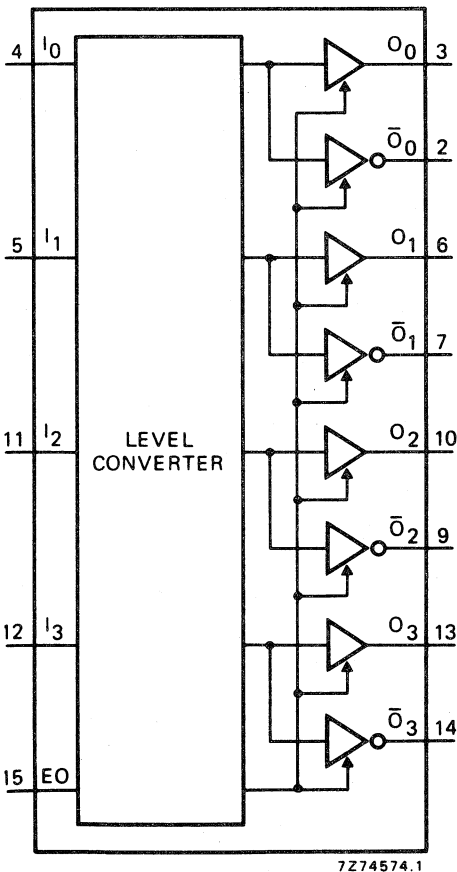 4 I0 O0 3
Ō0 2
5 I1 O1 6
Ō1 7
11 I2 O2 10
LEVEL
CONVERTER
Ō2 9
12 I3 O3 13
Ō3 14
15 EO
7Z74574.1